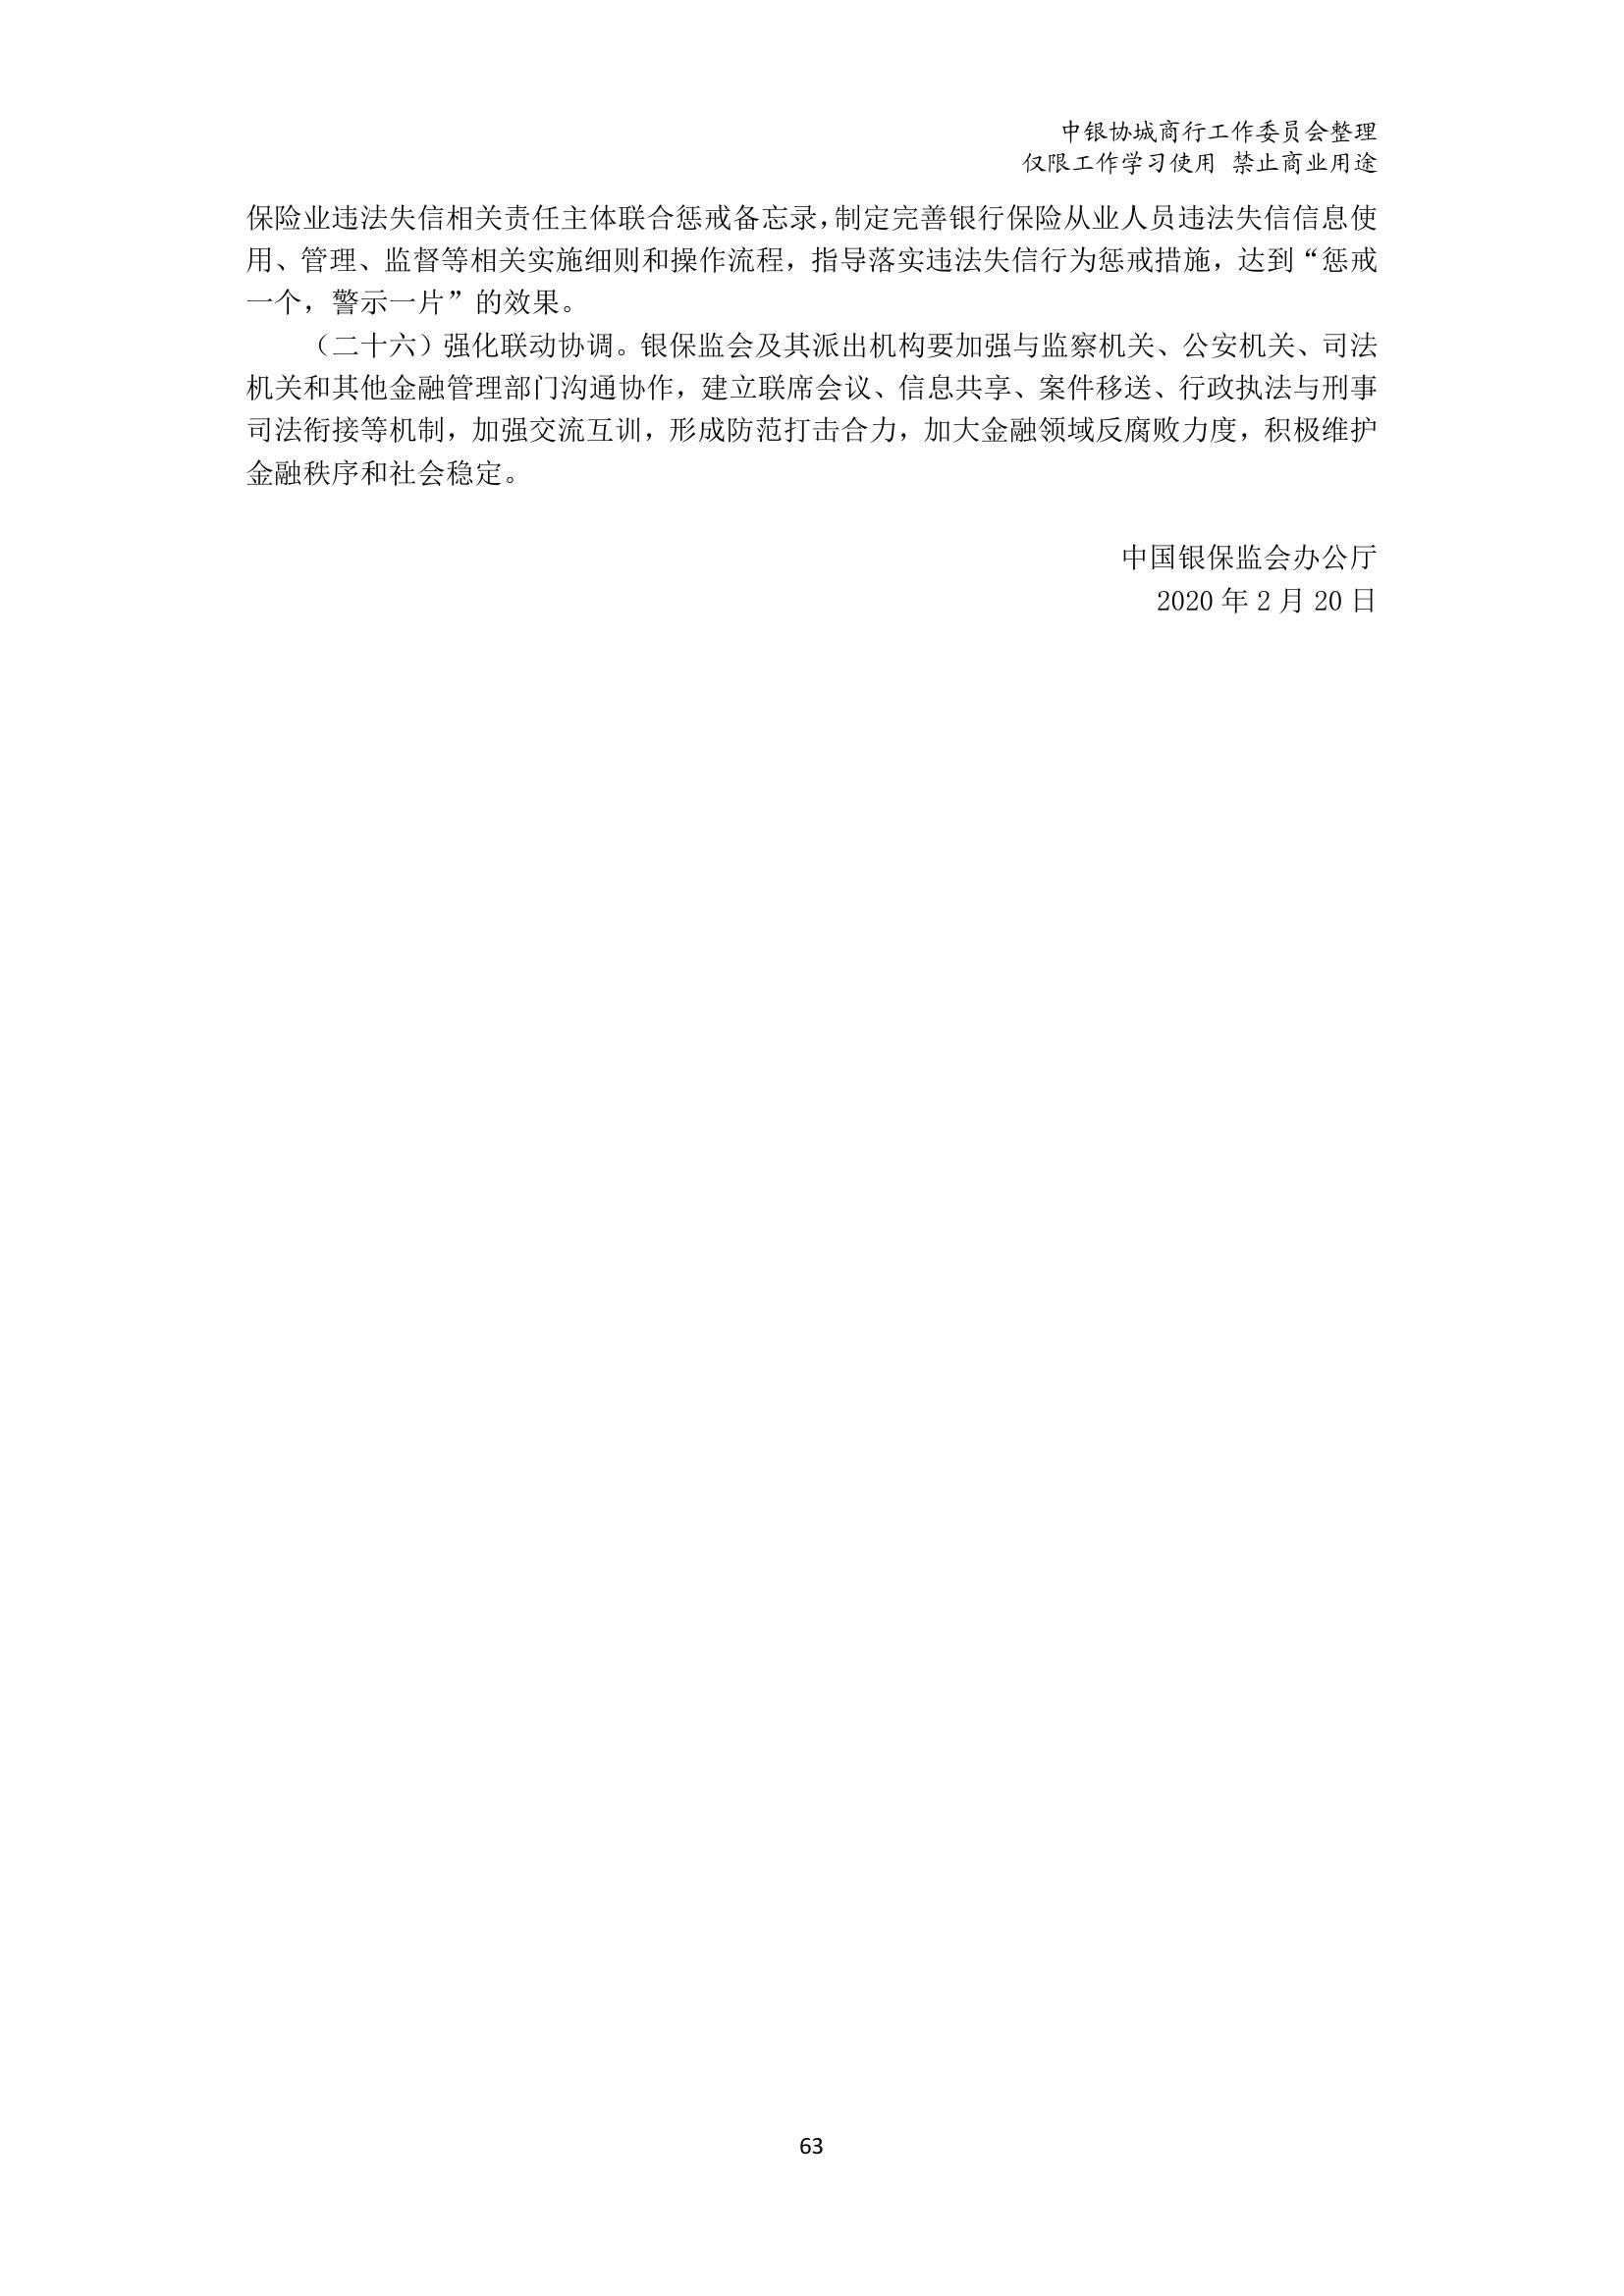 中银协城商行工作委员会整理
仅限工作学习使用 禁止商业用途
保险业违法失信相关责任主体联合惩戒备忘录，制定完善银行保险从业人员违法失信信息使
用、管理、监督等相关实施细则和操作流程，指导落实违法失信行为惩戒措施，达到“惩戒
一个，警示一片”的效果。
（二十六）强化联动协调。银保监会及其派出机构要加强与监察机关、公安机关、司法
机关和其他金融管理部门沟通协作，建立联席会议、信息共享、案件移送、行政执法与刑事
司法衔接等机制，加强交流互训，形成防范打击合力，加大金融领域反腐败力度，积极维护
金融秩序和社会稳定。
中国银保监会办公厅
2020 年 2 月 20 日
63